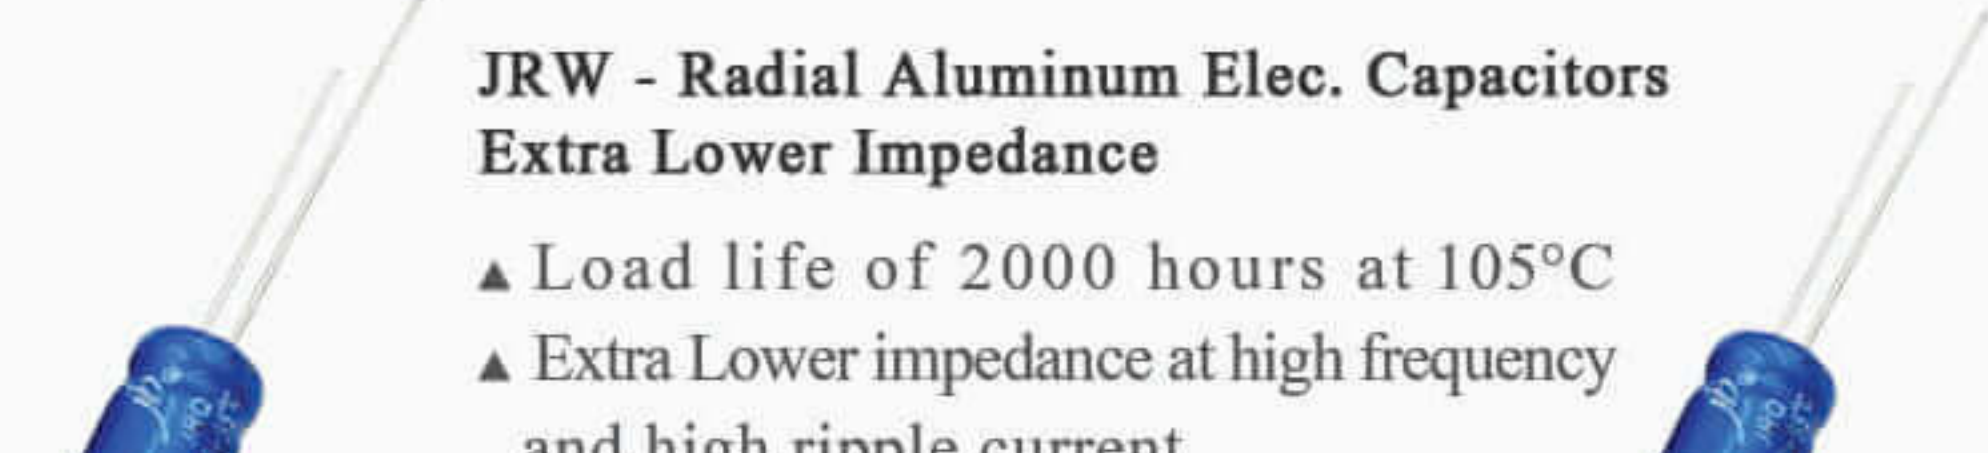 JRW - Radial Aluminum Elec. Capacitors
Extra Lower Impedance
▲ Load life of 2000 hours at 105°C
▲ Extra Lower impedance at high frequency
and high ripple current